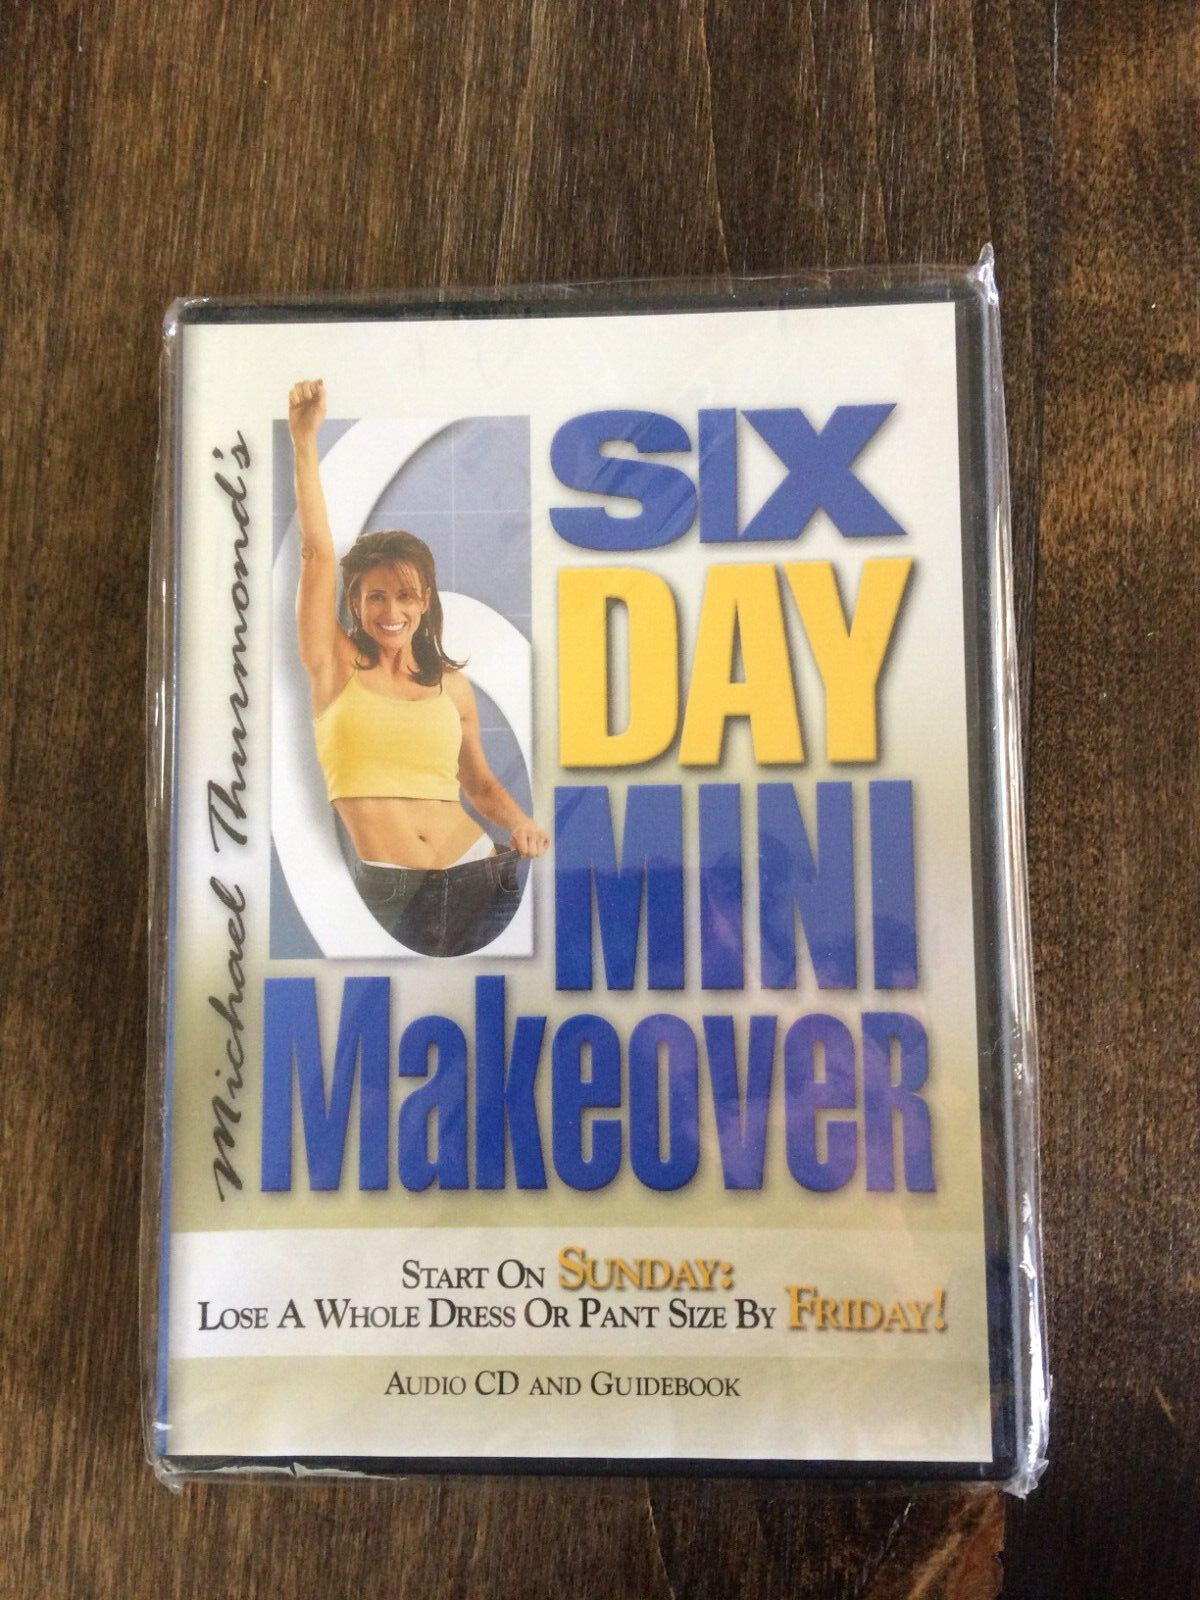 Michael Thurmond's
SIX
DAY
MINI
MakeoveR
START ON SUNDAY:
LOSE A WHOLE DRESS OR PANT SIZE BY FRIDAY!
AUDIO CD AND GUIDEBOOK